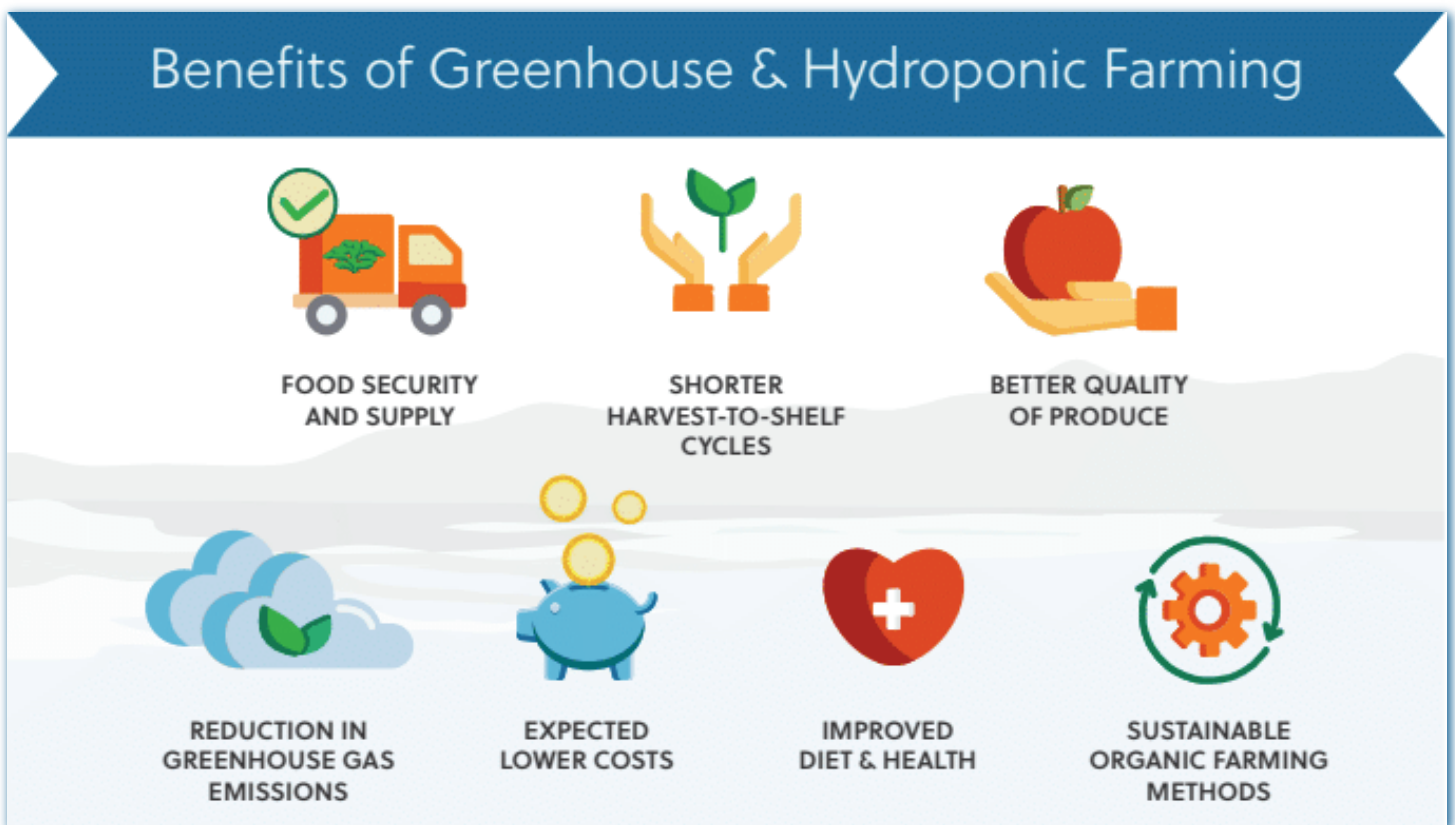 Benefits of Greenhouse & Hydroponic Farming
FOOD SECURITY
AND SUPPLY
SHORTER
HARVEST-TO-SHELF
CYCLES
BETTER QUALITY
OF PRODUCE
REDUCTION IN
GREENHOUSE GAS
EMISSIONS
EXPECTED
LOWER COSTS
IMPROVED
DIET & HEALTH
SUSTAINABLE
ORGANIC FARMING
METHODS